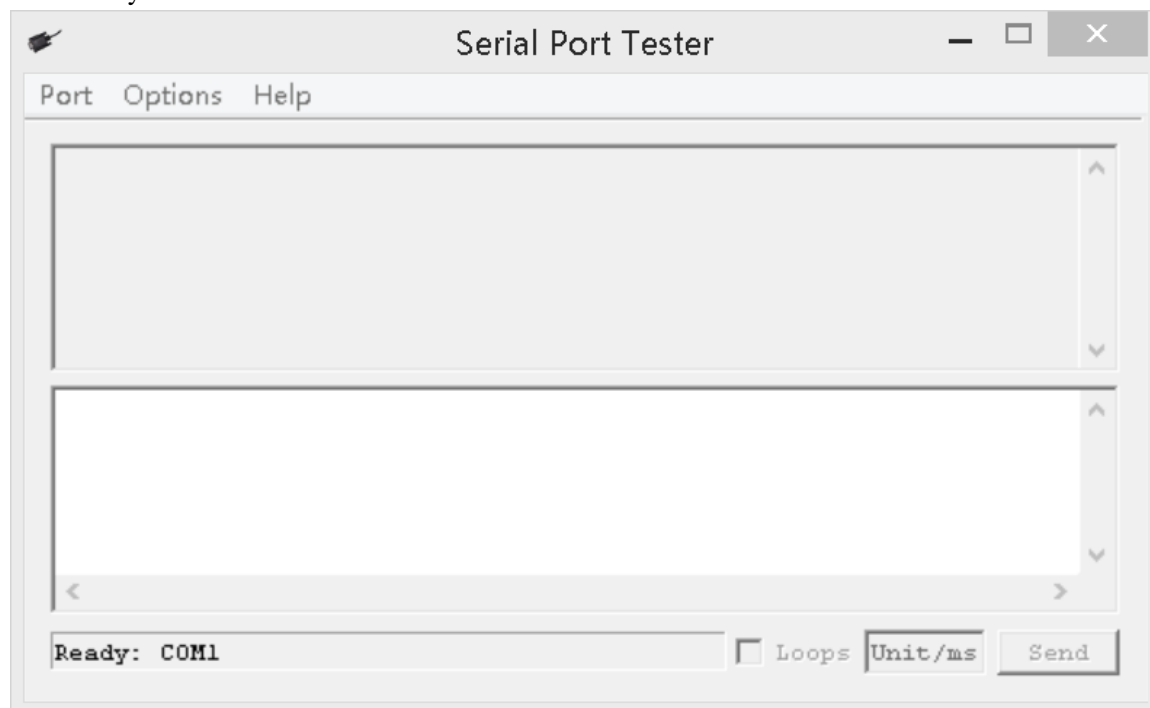 Serial Port Tester
Port Options Help
Ready: COM1 Loops Unit/ms Send